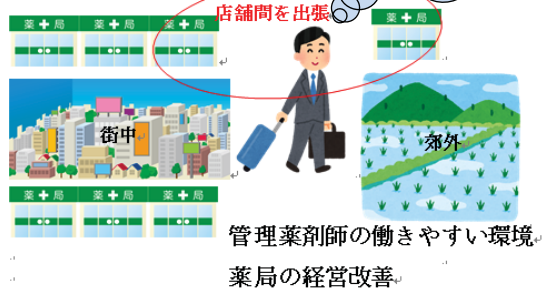 店舗間を出張
薬 局 薬 局 薬 局
薬 局
街中
郊外
薬 局 薬 局 薬 局
管理薬剤師の働きやすい環境
薬局の経営改善